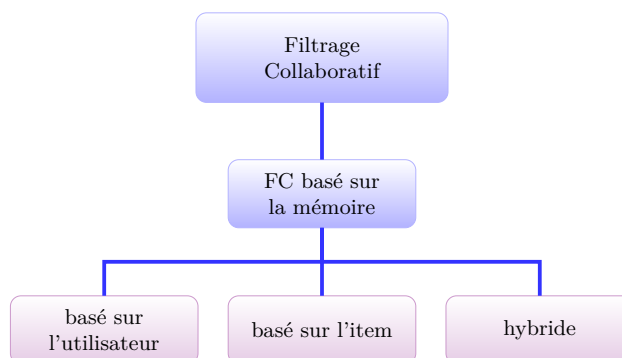 Filtrage
Collaboratif
FC basé sur
la mémoire
basé sur
l'utilisateur
basé sur l'item
hybride